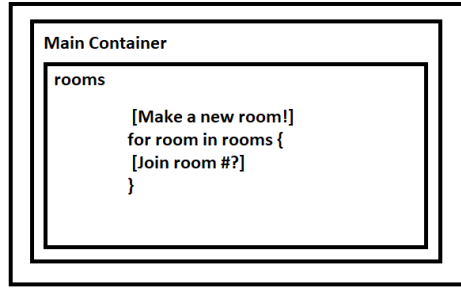 Main Container
rooms
[Make a new room!]
for room in rooms {
[Join room #?]
}